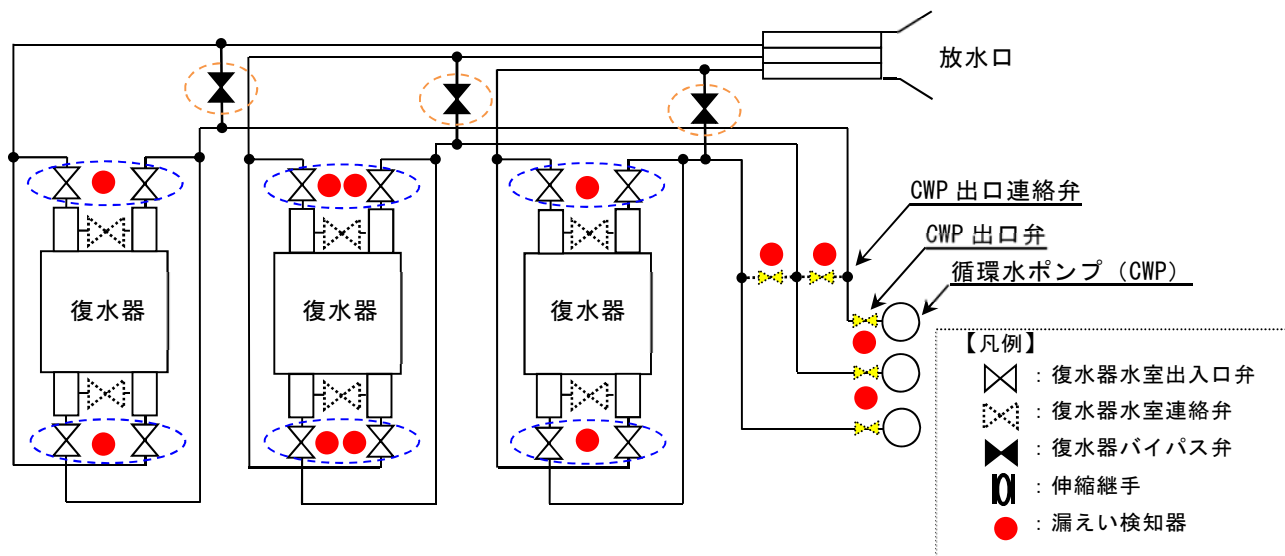 放水口
CWP 出口連絡弁
CWP 出口弁
循環水ポンプ（CWP）
復水器
復水器
復水器
【凡例】
：復水器水室出入口弁
：復水器水室連絡弁
：復水器バイパス弁
：伸縮継手
：漏えい検知器